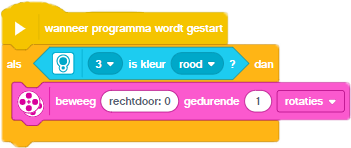 wanneer programma wordt gestart
als 3 is kleur rood ? dan
beweeg rechtdoor: 0 gedurende 1 rotaties